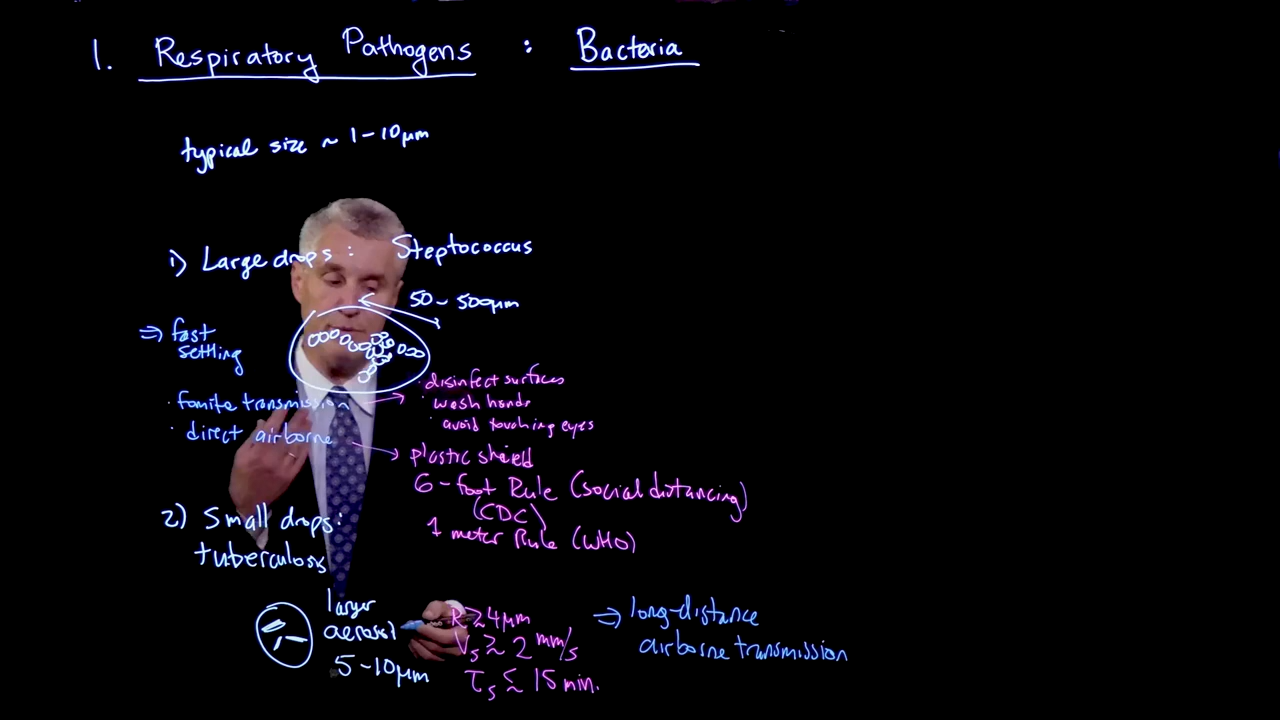 1. Respiratory Pathogens : Bacteria
typical size ~ 1-10μm
1) Large drops : Steptococcus
50 - 500μm
⇒ fast
settling
· fomite transmission
· direct airborne
· disinfect surfaces
· wash hands
· avoid touching eyes
plastic shield
6-foot Rule (social distancing)
(CDC)
1 meter Rule (WHO)
2) Small drops:
tuberculosis
larger
aerosol
5-10μm
R ≳ 4μm
Vs ≳ 2 mm/s
τs ≲ 15 min.
⇒ long-distance
airborne transmission